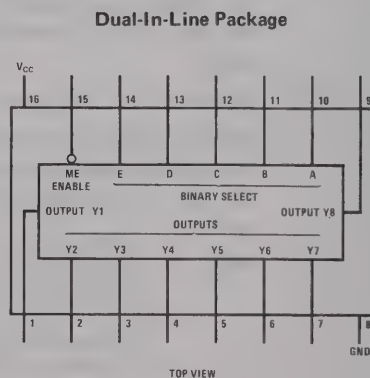 Dual-In-Line Package
VCC
16 15 14 13 12 11 10 9
ME E D C B A
ENABLE
BINARY SELECT
OUTPUT Y1 OUTPUT Y8
OUTPUTS
Y2 Y3 Y4 Y5 Y6 Y7
1 2 3 4 5 6 7 8
GND
TOP VIEW